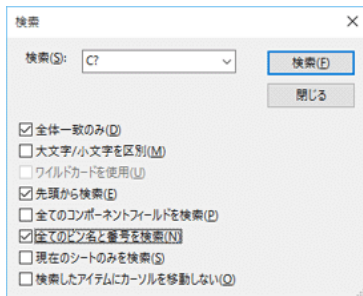 検索
検索(S): C?
検索(F)
閉じる
全体一致のみ(D)
大文字/小文字を区別(M)
ワイルドカードを使用(U)
先頭から検索(E)
全てのコンポーネントフィールドを検索(P)
全てのピン名と番号を検索(N)
現在のシートのみを検索(S)
検索したアイテムにカーソルを移動しない(O)